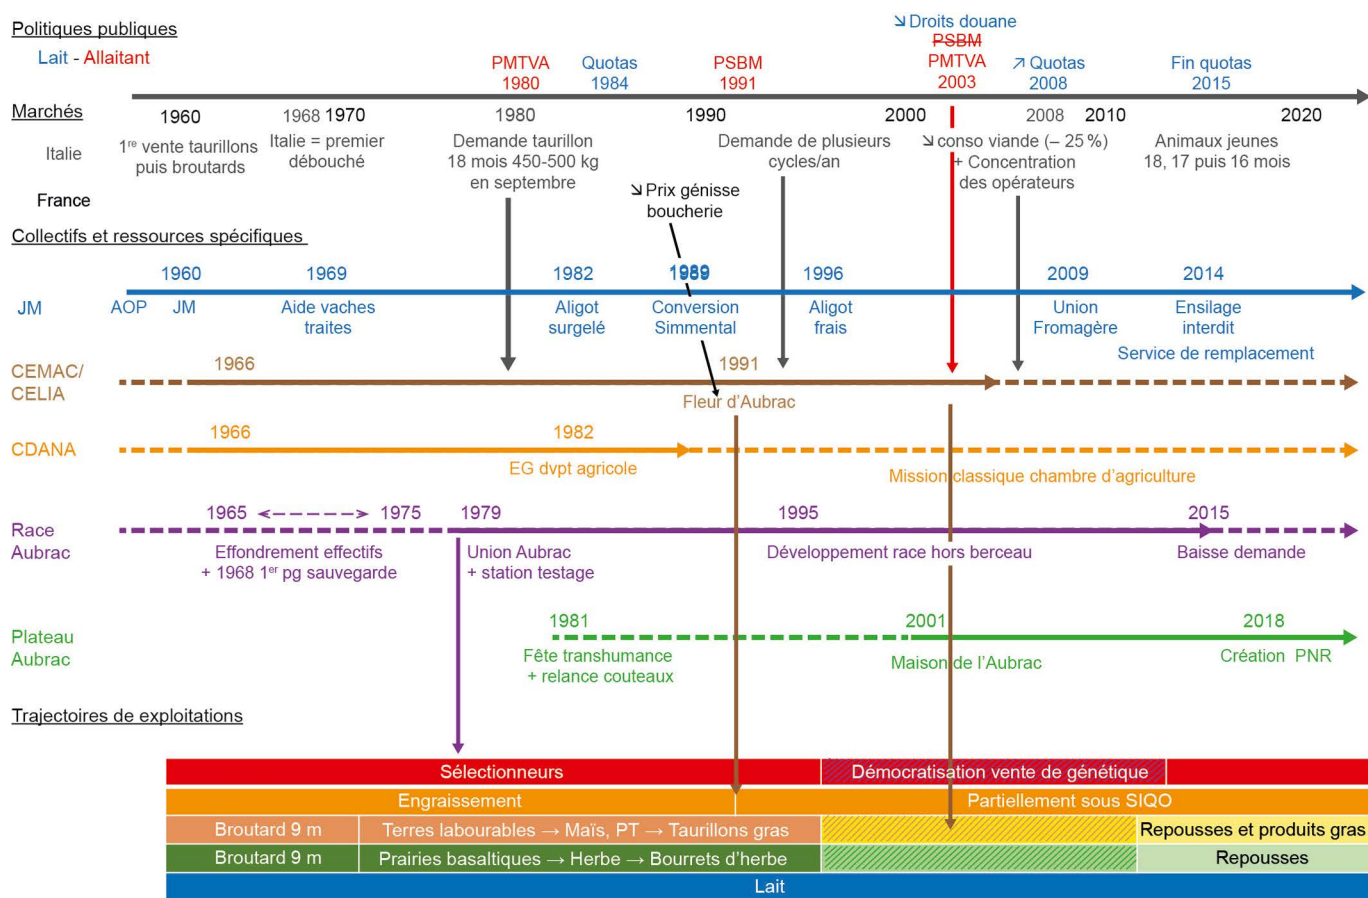 Politiques publiques
Lait - Allaitant
↘ Droits douane
PSBM
PMTVA
2003
PMTVA
1980
Quotas
1984
PSBM
1991
↗ Quotas
2008
Fin quotas
2015
Marchés
1960
1968 1970
1980
1990
2000
2008
2010
2020
Italie
1re vente taurillons
puis broutards
Italie = premier
débouché
Demande taurillon
18 mois 450-500 kg
en septembre
Demande de plusieurs
cycles/an
↘ conso viande (– 25 %)
+ Concentration
des opérateurs
Animaux jeunes
18, 17 puis 16 mois
France
↘ Prix génisse
boucherie
Collectifs et ressources spécifiques
JM
AOP
1960
JM
1969
Aide vaches
traites
1982
Aligot
surgelé
1989
Conversion
Simmental
1996
Aligot
frais
2009
Union
Fromagère
2014
Ensilage
interdit
Service de remplacement
CEMAC/
CELIA
1966
1991
Fleur d'Aubrac
CDANA
1966
1982
EG dvpt agricole
Mission classique chambre d'agriculture
Race
Aubrac
1965
1975
Effondrement effectifs
+ 1968 1er pg sauvegarde
1979
Union Aubrac
+ station testage
1995
Développement race hors berceau
2015
Baisse demande
Plateau
Aubrac
1981
Fête transhumance
+ relance couteaux
2001
Maison de l'Aubrac
2018
Création PNR
Trajectoires de exploitations
Sélectionneurs
Démocratisation vente de génétique
Engraissement
Partiellement sous SIQO
Broutard 9 m
Terres labourables → Maïs, PT → Taurillons gras
Repousses et produits gras
Broutard 9 m
Prairies basaltiques → Herbe → Bourrets d'herbe
Repousses
Lait